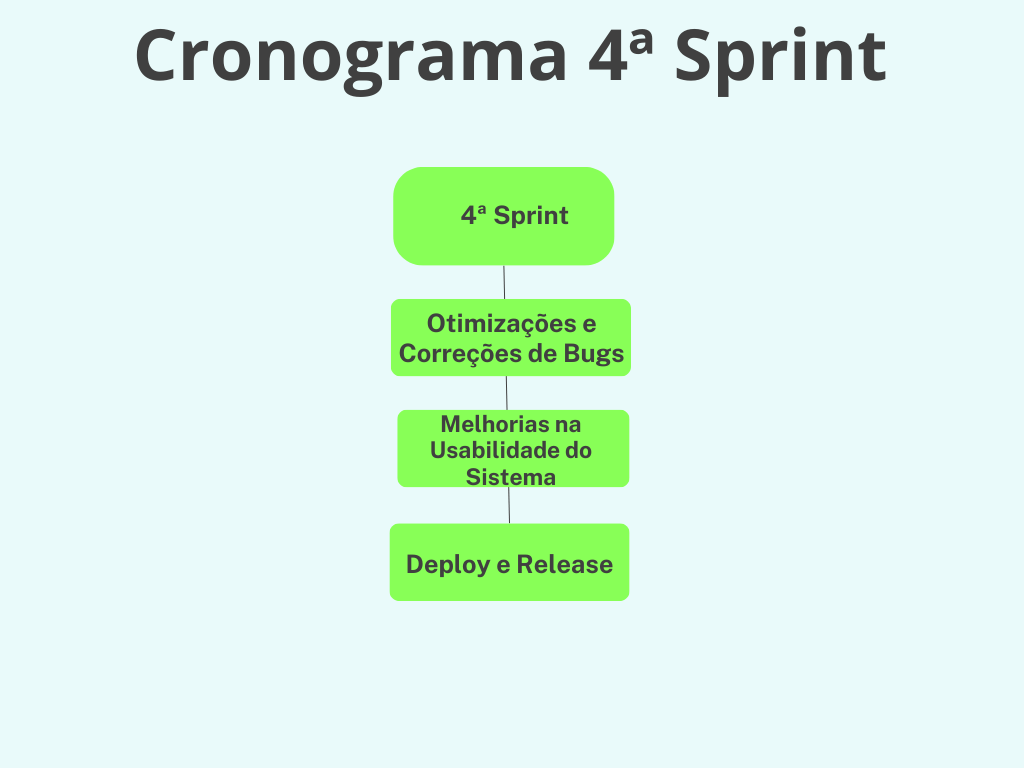 Cronograma 4ª Sprint
4ª Sprint
Otimizações e
Correções de Bugs
Melhorias na
Usabilidade do
Sistema
Deploy e Release